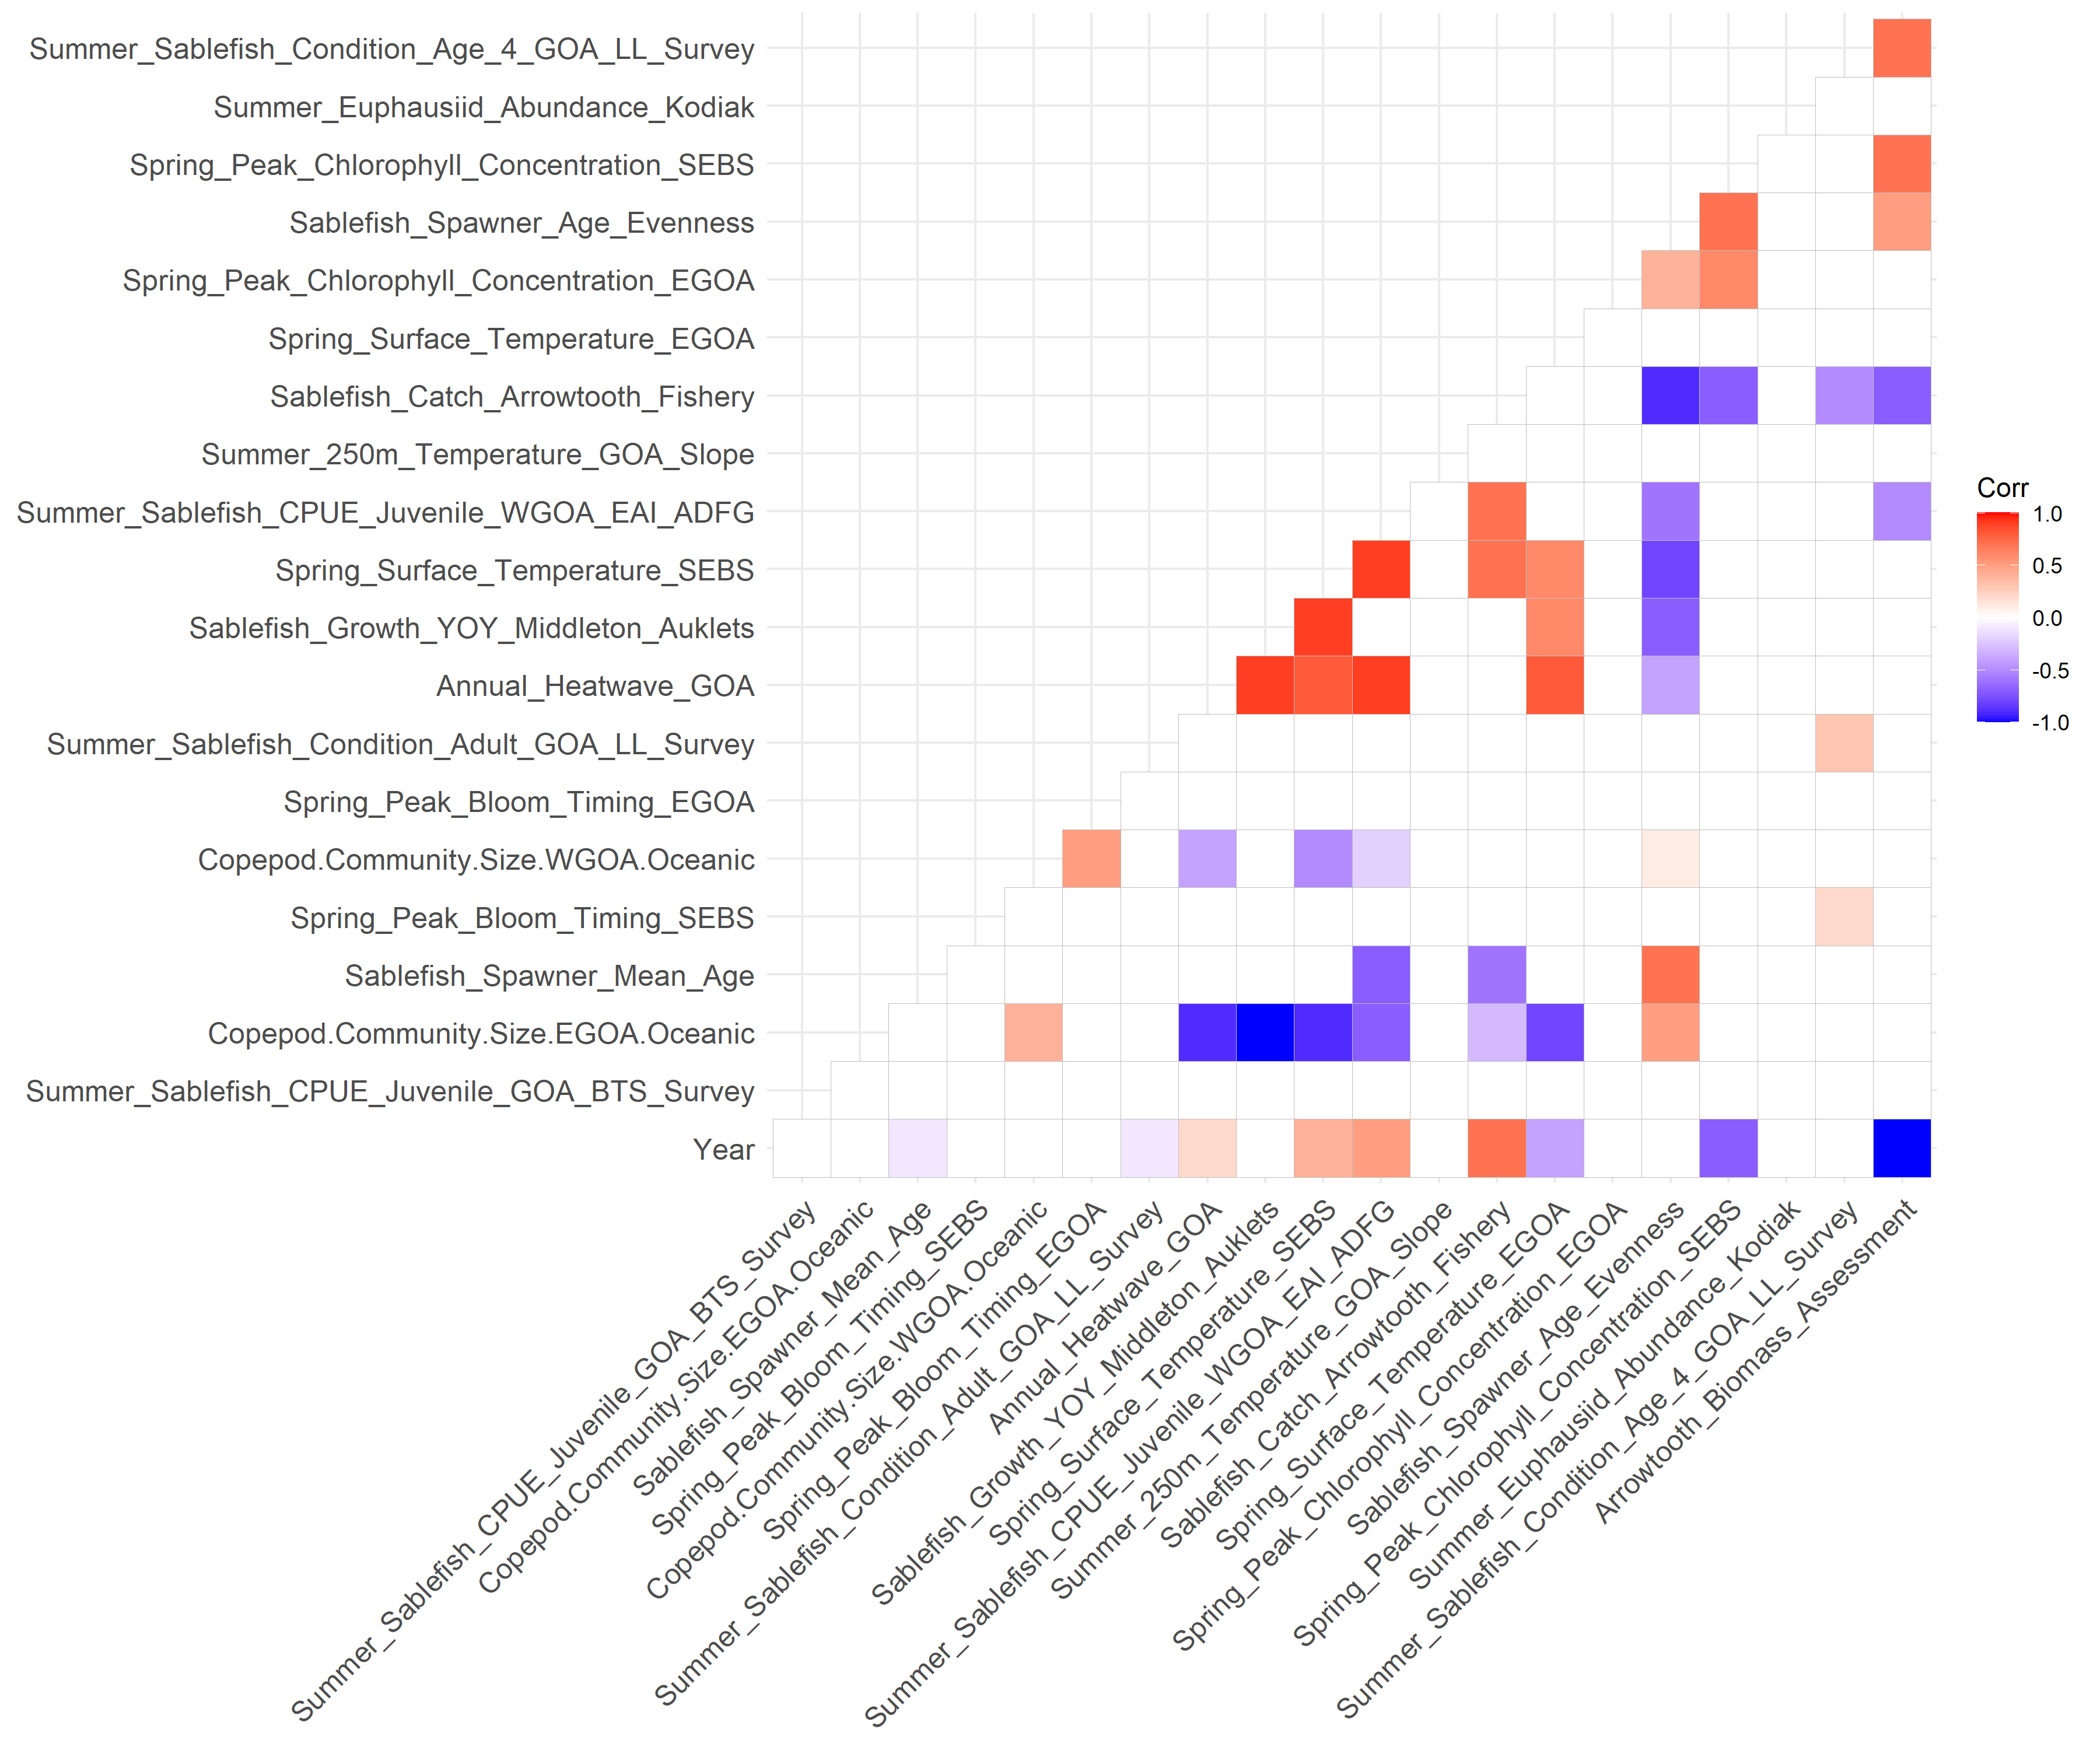 Summer_Sablefish_Condition_Age_4_GOA_LL_Survey
Summer_Euphausiid_Abundance_Kodiak
Spring_Peak_Chlorophyll_Concentration_SEBS
Sablefish_Spawner_Age_Evenness
Spring_Peak_Chlorophyll_Concentration_EGOA
Spring_Surface_Temperature_EGOA
Sablefish_Catch_Arrowtooth_Fishery
Summer_250m_Temperature_GOA_Slope
Summer_Sablefish_CPUE_Juvenile_WGOA_EAI_ADFG
Spring_Surface_Temperature_SEBS
Sablefish_Growth_YOY_Middleton_Auklets
Annual_Heatwave_GOA
Summer_Sablefish_Condition_Adult_GOA_LL_Survey
Spring_Peak_Bloom_Timing_EGOA
Copepod.Community.Size.WGOA.Oceanic
Spring_Peak_Bloom_Timing_SEBS
Sablefish_Spawner_Mean_Age
Copepod.Community.Size.EGOA.Oceanic
Summer_Sablefish_CPUE_Juvenile_GOA_BTS_Survey
Year
Summer_Sablefish_CPUE_Juvenile_GOA_BTS_Survey
Copepod.Community.Size.EGOA.Oceanic
Sablefish_Spawner_Mean_Age
Spring_Peak_Bloom_Timing_SEBS
Copepod.Community.Size.WGOA.Oceanic
Spring_Peak_Bloom_Timing_EGOA
Summer_Sablefish_Condition_Adult_GOA_LL_Survey
Annual_Heatwave_GOA
Sablefish_Growth_YOY_Middleton_Auklets
Spring_Surface_Temperature_SEBS
Summer_Sablefish_CPUE_Juvenile_WGOA_EAI_ADFG
Summer_250m_Temperature_GOA_Slope
Sablefish_Catch_Arrowtooth_Fishery
Spring_Surface_Temperature_EGOA
Spring_Peak_Chlorophyll_Concentration_EGOA
Sablefish_Spawner_Age_Evenness
Spring_Peak_Chlorophyll_Concentration_SEBS
Summer_Euphausiid_Abundance_Kodiak
Summer_Sablefish_Condition_Age_4_GOA_LL_Survey
Arrowtooth_Biomass_Assessment
Corr
1.0
0.5
0.0
-0.5
-1.0